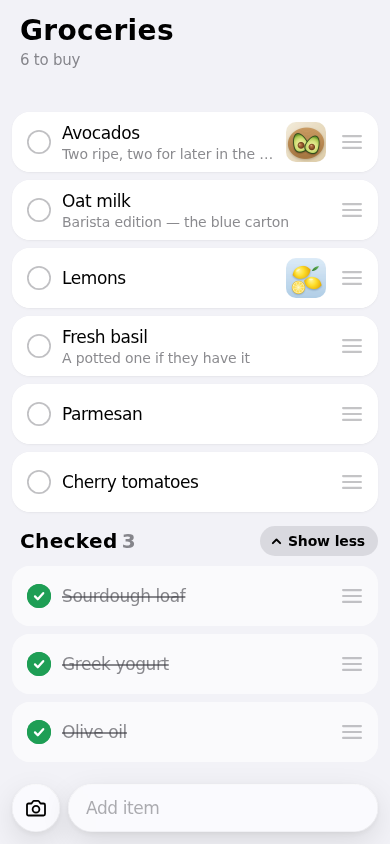 Groceries
6 to buy
Avocados
Two ripe, two for later in the …
Oat milk
Barista edition — the blue carton
Lemons
Fresh basil
A potted one if they have it
Parmesan
Cherry tomatoes
Checked 3
Show less
Sourdough loaf
Greek yogurt
Olive oil
Add item